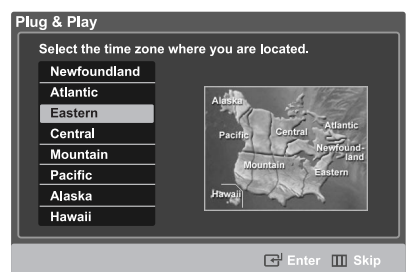 Plug & Play
Select the time zone where you are located.
Newfoundland
Atlantic
Eastern
Central
Mountain
Pacific
Alaska
Hawaii
Alaska
Pacific
Central
Atlantic
Newfound-
land
Mountain
Eastern
Hawaii
Enter
Skip